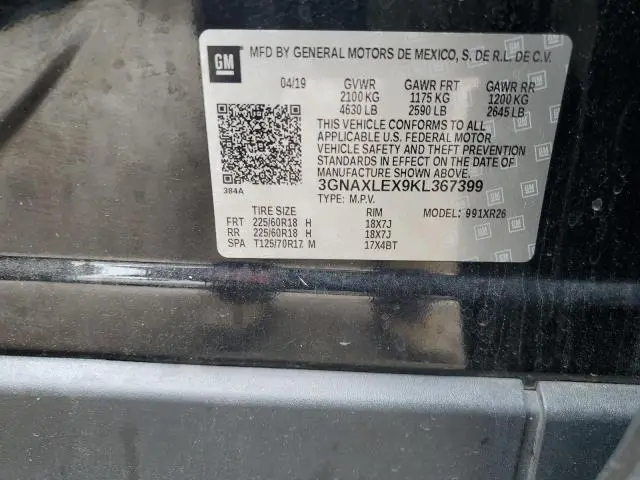 GM MFD BY GENERAL MOTORS DE MEXICO, S. DE R.L. DE C.V.
04/19 GVWR GAWR FRT GAWR RR
2100 KG 1175 KG 1200 KG
4630 LB 2590 LB 2645 LB
THIS VEHICLE CONFORMS TO ALL
APPLICABLE U.S. FEDERAL MOTOR
VEHICLE SAFETY AND THEFT PREVENTION
STANDARDS IN EFFECT ON THE DATE OF
MANUFACTURE SHOWN ABOVE.
384A 3GNAXLEX9KL367399
TYPE: M.P.V.
TIRE SIZE RIM MODEL: 991XR26
FRT 225/60R18 H 18X7J
RR 225/60R18 H 18X7J
SPA T125/70R17 M 17X4BT